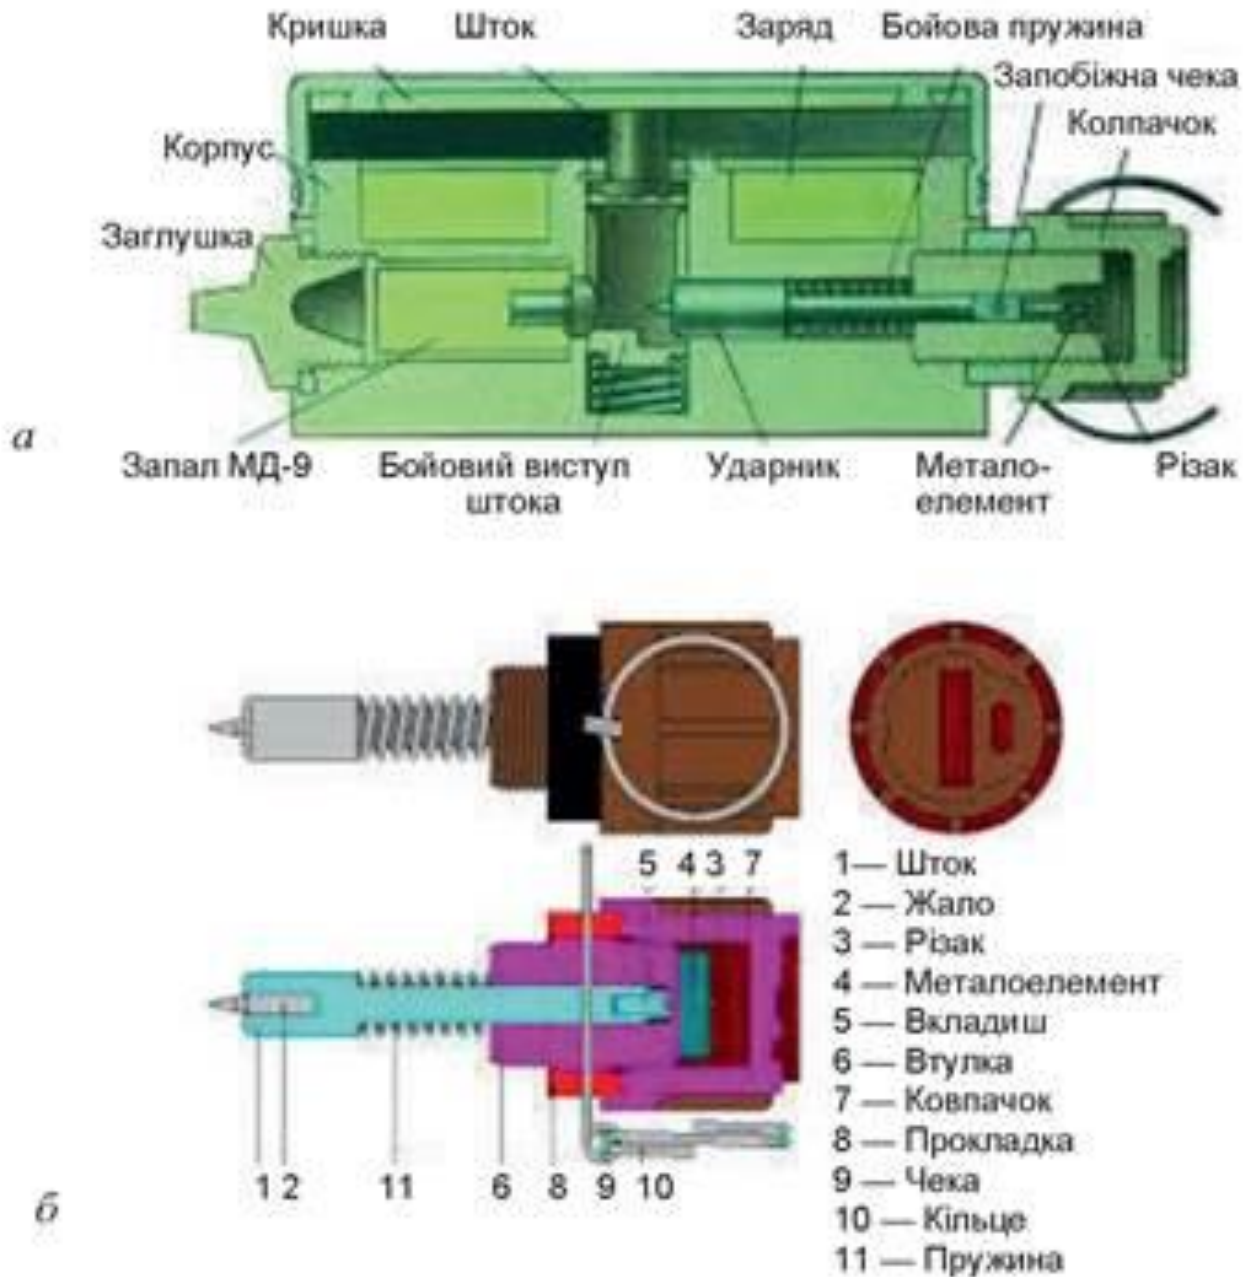 Кришка Шток Заряд Бойова пружина
Запобіжна чека
Колпачок
Корпус
Заглушка
а
Запал МД-9 Бойовий виступ штока Ударник Метало-елемент Різак
5 4 3 7
1— Шток
2 — Жало
3 — Різак
4 — Металоелемент
5 — Вкладиш
6 — Втулка
7 — Ковпачок
8 — Прокладка
9 — Чека
10 — Кільце
11 — Пружина
1 2 11 6 8 9 10
б